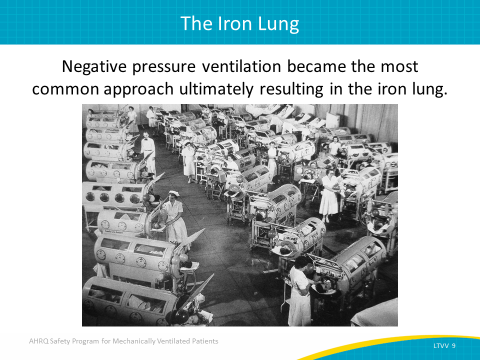 The Iron Lung
Negative pressure ventilation became the most
common approach ultimately resulting in the iron lung.
AHRQ Safety Program for Mechanically Ventilated Patients
LTVV 9